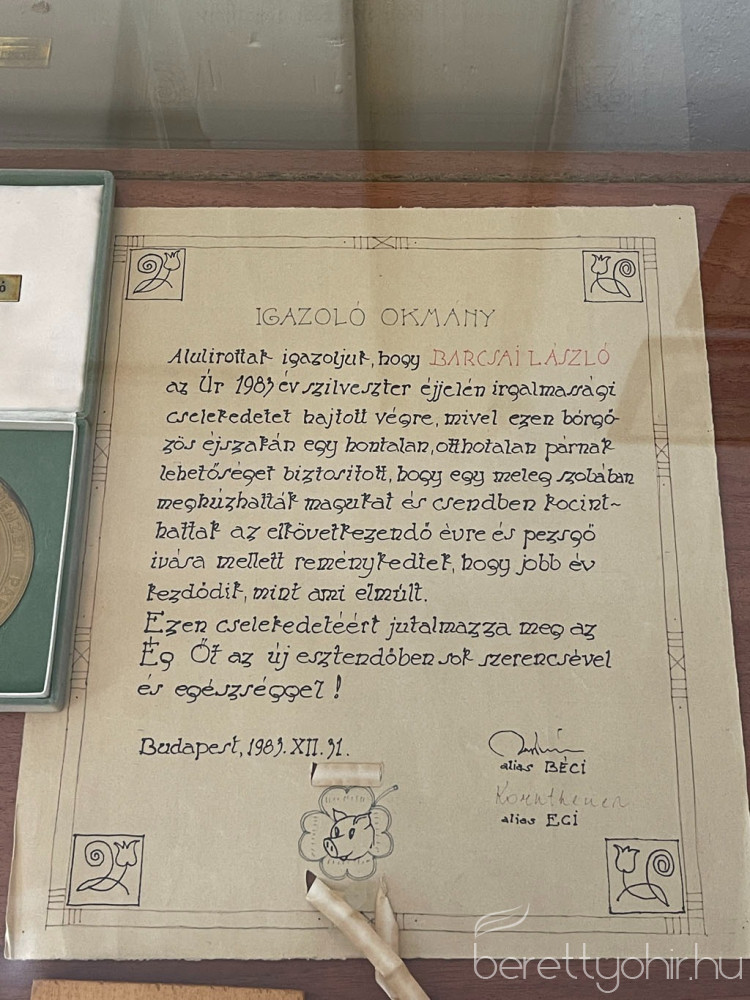 IGAZOLÓ OKMÁNY
Alulírottak igazoljuk, hogy BARCSAI LÁSZLÓ
az Úr 1983 év szilveszter éjjelén irgalmassági
cselekedetet hajtott végre, mivel ezen börgő-
zös éjszakán egy hontalan, otthotalan párnak
lehetőséget biztosított, hogy egy meleg szobában
meghúzhatták magukat és csendben kocint-
hattak az elkövetkezendő évre és pezsgő
ivása mellett reménykedtek, hogy jobb év
kezdődik, mint ami elmúlt.
Ezen cselekedetéért jutalmazza meg az
Ég Őt az új esztendőben sok szerencsével
és egészséggel!
Budapest, 1983. XII. 31.
alias BÉCI
alias ECI
berettyohir.hu